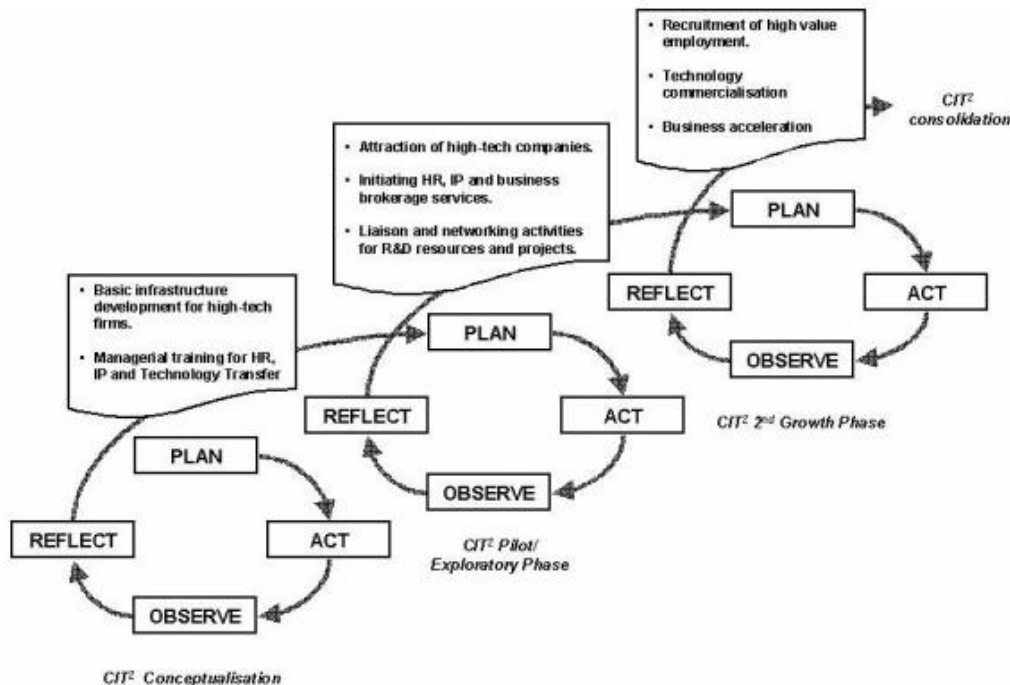 • Recruitment of high value
employment.
• Technology
commercialisation
• Business acceleration
CIT² 
consolidation
• Attraction of high-tech companies.
• Initiating HR, IP and business
brokerage services.
• Liaison and networking activities
for R&D resources and projects.
PLAN
ACT
OBSERVE
REFLECT
CIT² 2nd Growth Phase
• Basic infrastructure
development for high-tech
firms.
• Managerial training for HR,
IP and Technology Transfer
PLAN
ACT
OBSERVE
REFLECT
CIT² Pilot/
Exploratory Phase
PLAN
ACT
OBSERVE
REFLECT
CIT² Conceptualisation